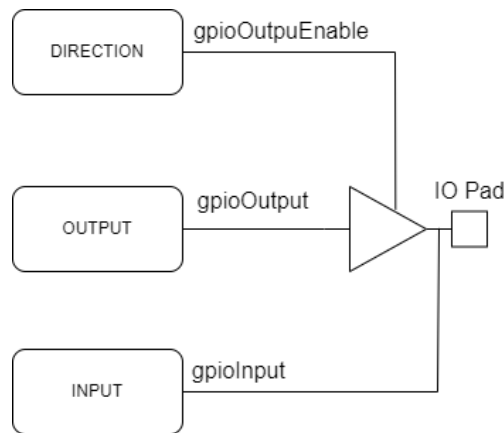 DIRECTION
gpioOutpuEnable
OUTPUT
gpioOutput
IO Pad
INPUT
gpioInput